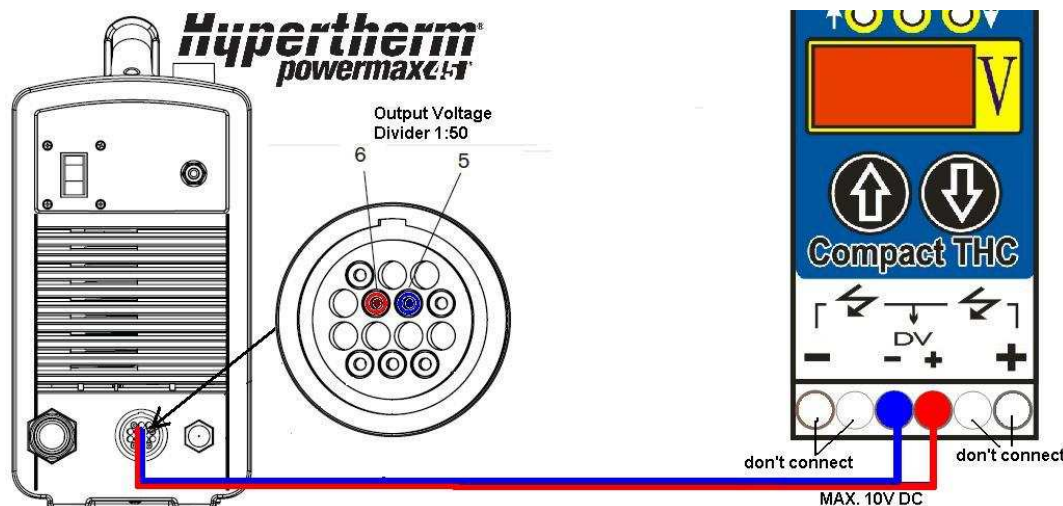 Hypertherm®
powermax45®
Output Voltage
Divider 1:50
6
5
V
Compact THC
DV
- - + +
don't connect
don't connect
MAX. 10V DC